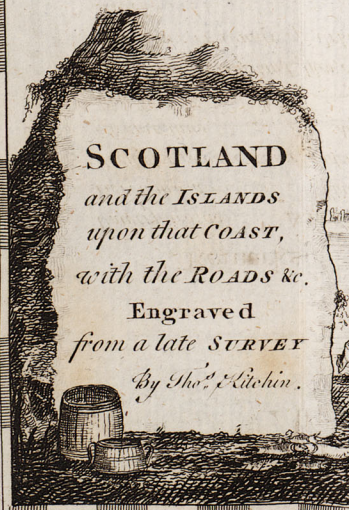 SCOTLAND
and the ISLANDS
upon that COAST,
with the ROADS &c.
Engraved
from a late SURVEY
By Thos. Kitchin.